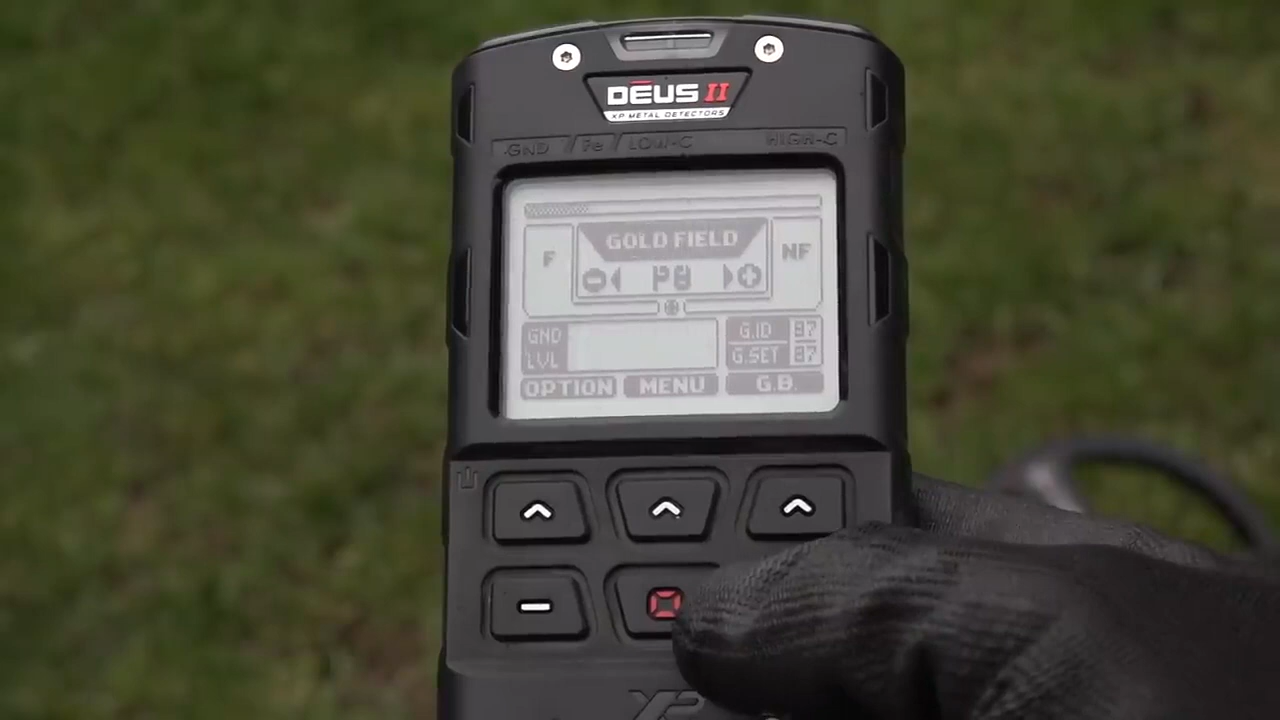 DEUS II
XP METAL DETECTORS
GND Fe LOW-C HIGH-C
GOLD FIELD
F NF
P8
GND
LVL
G.ID 87
G.SET 87
OPTION MENU G.B.
XP